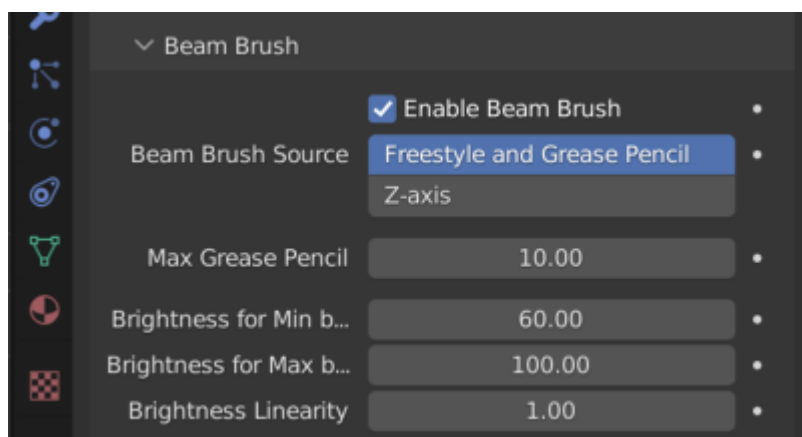 Beam Brush
Enable Beam Brush
Beam Brush Source Freestyle and Grease Pencil
Z-axis
Max Grease Pencil 10.00
Brightness for Min b... 60.00
Brightness for Max b... 100.00
Brightness Linearity 1.00